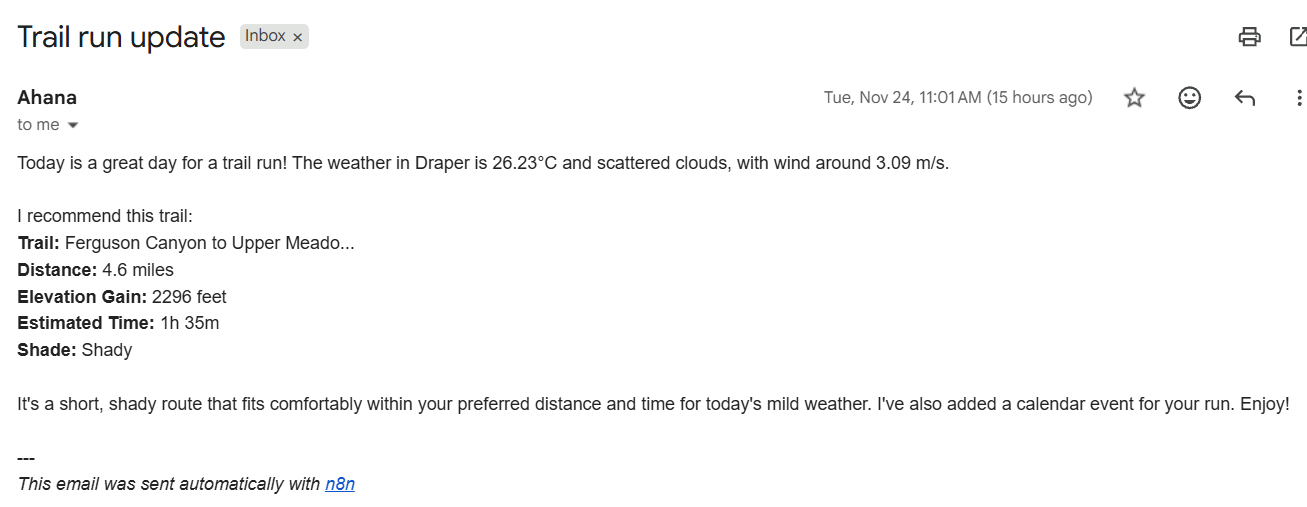 Trail run update Inbox ×
Ahana Tue, Nov 24, 11:01 AM (15 hours ago)
to me
Today is a great day for a trail run! The weather in Draper is 26.23°C and scattered clouds, with wind around 3.09 m/s.
I recommend this trail:
Trail: Ferguson Canyon to Upper Meado...
Distance: 4.6 miles
Elevation Gain: 2296 feet
Estimated Time: 1h 35m
Shade: Shady
It's a short, shady route that fits comfortably within your preferred distance and time for today's mild weather. I've also added a calendar event for your run. Enjoy!
---
This email was sent automatically with n8n